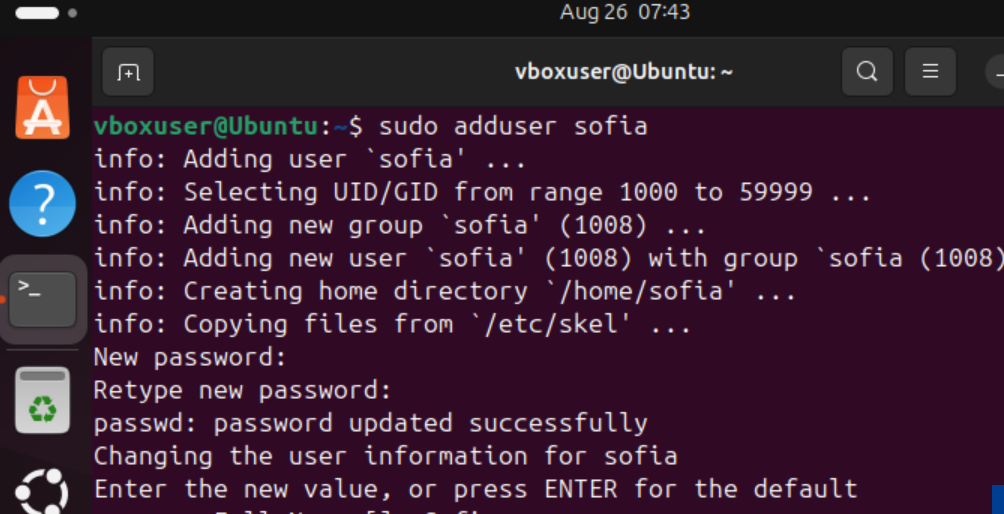 Aug 26 07:43
vboxuser@Ubuntu: ~
vboxuser@Ubuntu:~$ sudo adduser sofia
info: Adding user `sofia' ...
info: Selecting UID/GID from range 1000 to 59999 ...
info: Adding new group `sofia' (1008) ...
info: Adding new user `sofia' (1008) with group `sofia (1008)
info: Creating home directory `/home/sofia' ...
info: Copying files from `/etc/skel' ...
New password:
Retype new password:
passwd: password updated successfully
Changing the user information for sofia
Enter the new value, or press ENTER for the default